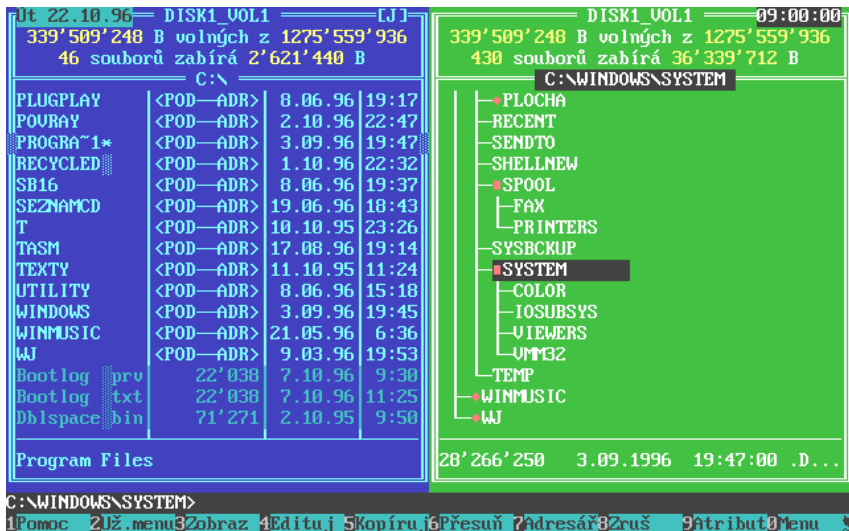 Út 22.10.96 DISK1_VOL1 [J]
339'509'248 B volných z 1275'559'936
46 souborů zabírá 2'621'440 B
C:\
PLUGPLAY <POD—ADR> 8.06.96 19:17
POVRAY <POD—ADR> 2.10.96 22:47
PROGRA~1* <POD—ADR> 3.09.96 19:47
RECYCLED <POD—ADR> 1.10.96 22:32
SB16 <POD—ADR> 8.06.96 19:37
SEZNAMCD <POD—ADR> 19.06.96 18:43
T <POD—ADR> 10.10.95 23:26
TASM <POD—ADR> 17.08.96 19:14
TEXTY <POD—ADR> 11.10.95 11:24
UTILITY <POD—ADR> 8.06.96 15:18
WINDOWS <POD—ADR> 3.09.96 19:45
WINMUSIC <POD—ADR> 21.05.96 6:36
WJ <POD—ADR> 9.03.96 19:53
Bootlog prv 22'038 7.10.96 9:30
Bootlog txt 22'038 7.10.96 11:25
Dblspace bin 71'271 2.10.95 9:50
Program Files
DISK1_VOL1 09:00:00
339'509'248 B volných z 1275'559'936
430 souborů zabírá 36'339'712 B
C:\WINDOWS\SYSTEM
PLOCHA
RECENT
SENDTO
SHELLNEW
SPOOL
FAX
PRINTERS
SYSBCKUP
SYSTEM
COLOR
IOSUBSYS
VIEWERS
VMM32
TEMP
WINMUSIC
WJ
28'266'250 3.09.1996 19:47:00 .D...
C:\WINDOWS\SYSTEM>
1Pomoc 2Už.menu3Zobraz 4Edituj 5Kopíruj6Přesuň 7Adresář8Zruš 9Atribut0Menu